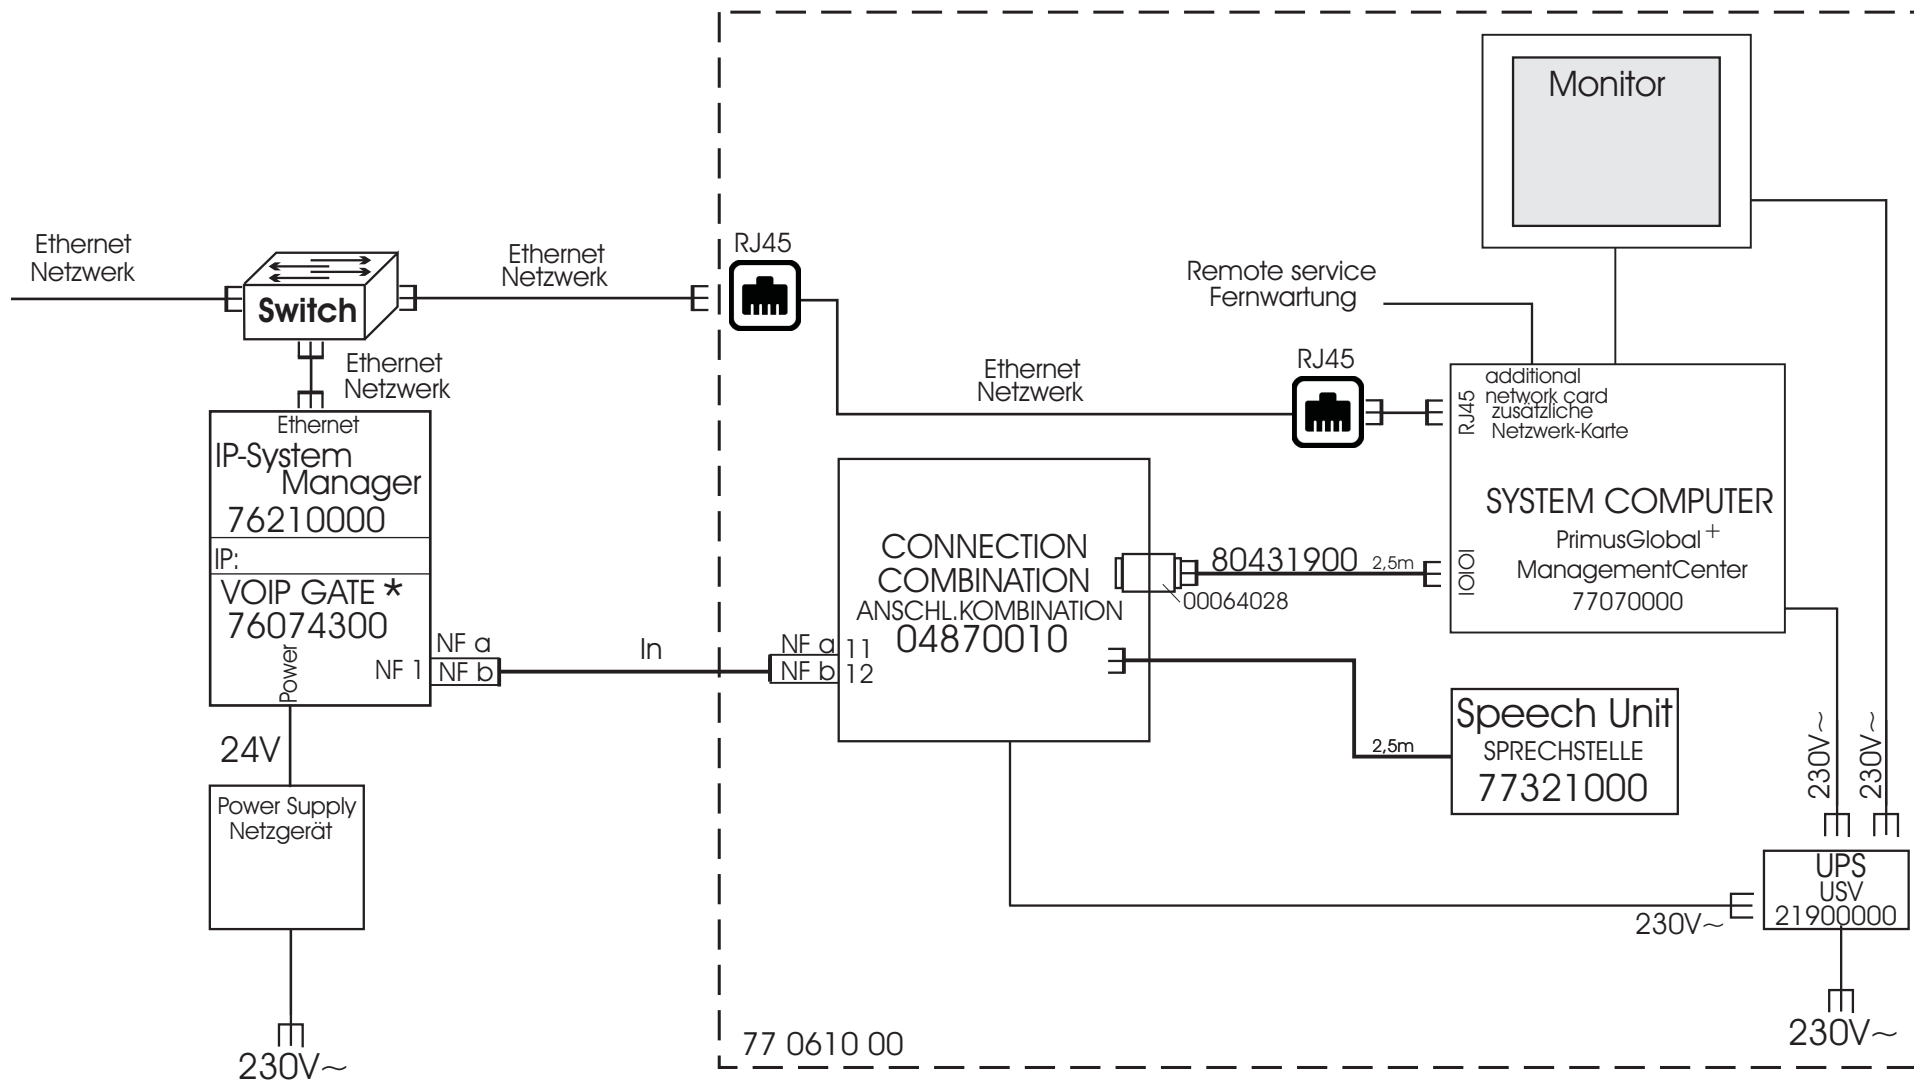 Monitor
Ethernet
Netzwerk
Switch
Ethernet
Netzwerk
RJ45
Ethernet
Netzwerk
Remote service
Fernwartung
Ethernet
Netzwerk
RJ45
RJ45
additional
network card
zusätzliche
Netzwerk-Karte
SYSTEM COMPUTER
PrimusGlobal +
ManagementCenter
77070000
IOIOI
Ethernet
IP-System
Manager
76210000
IP:
VOIP GATE *
76074300
Power
NF 1
NF a
NF b
In
NF a
NF b
11
12
CONNECTION
COMBINATION
ANSCHL.KOMBINATION
04870010
80431900
2,5m
00064028
2,5m
Speech Unit
SPRECHSTELLE
77321000
24V
Power Supply
Netzgerät
230V~
230V~
230V~
230V~
UPS
USV
21900000
230V~
77 0610 00